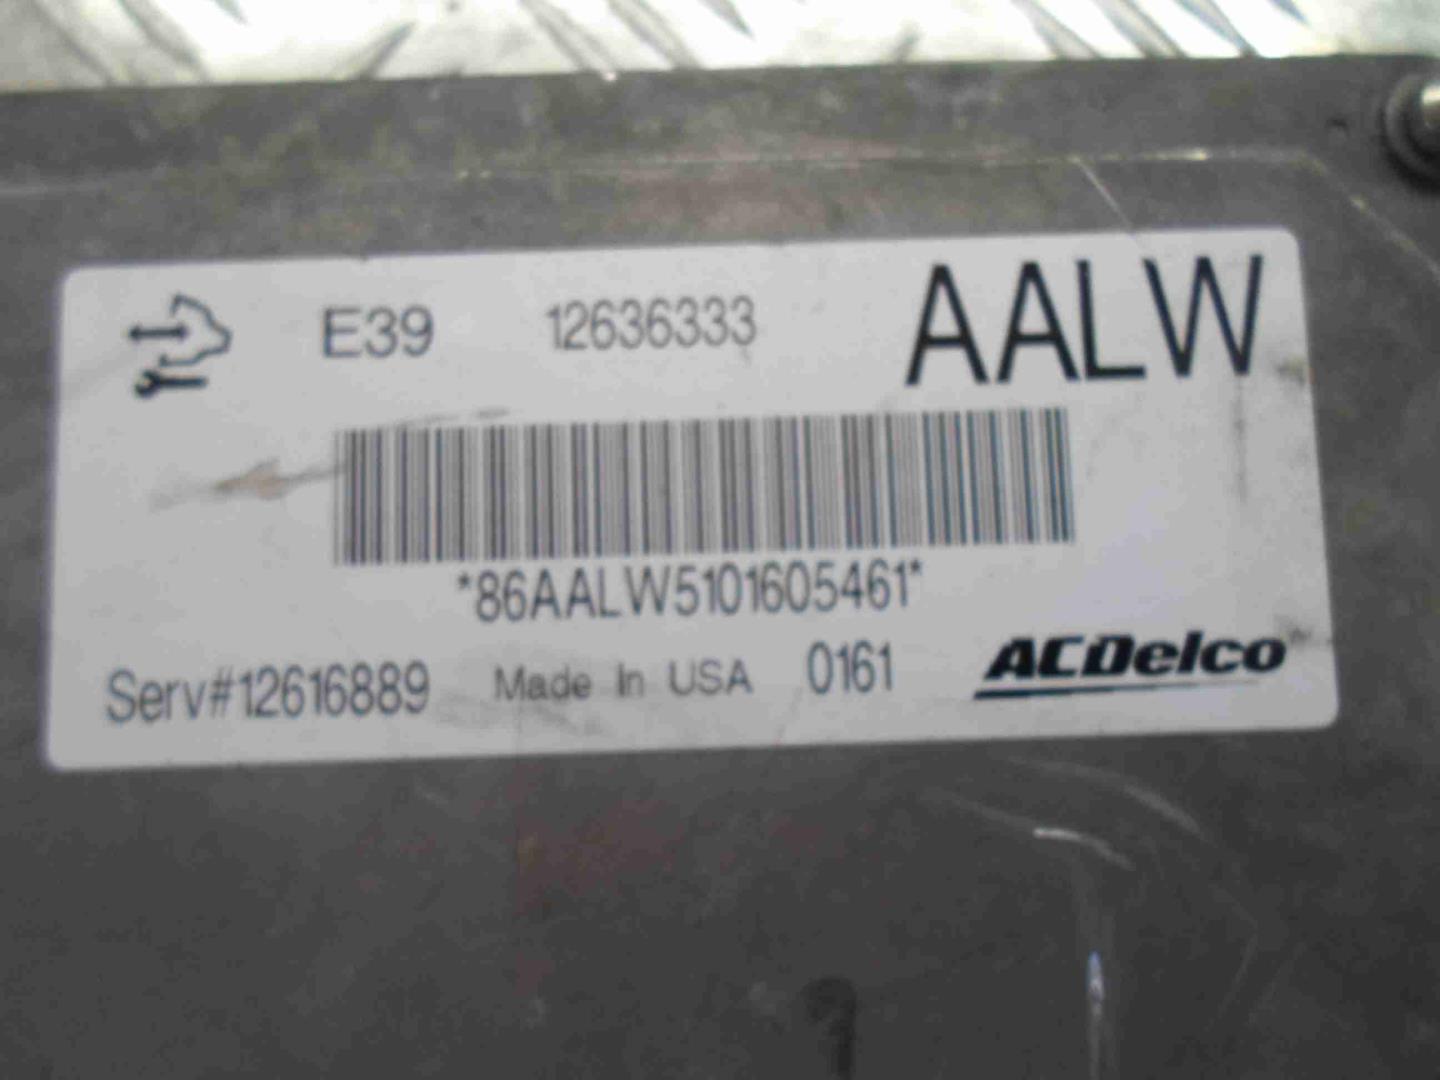 E39 12636333 AALW
*86AALW5101605461*
Serv#12616889 Made In USA 0161 ACDelco